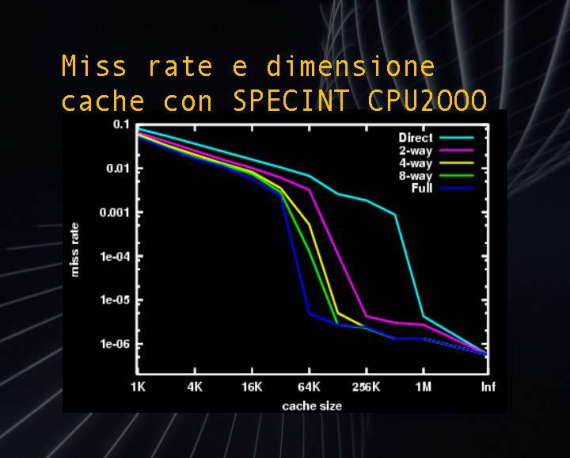 Miss rate e dimensione
cache con SPECINT CPU2000
0.1
0.01
0.001
1e-04
1e-05
1e-06
miss rate
Direct
2-way
4-way
8-way
Full
1K 4K 16K 64K 256K 1M Inf
cache size